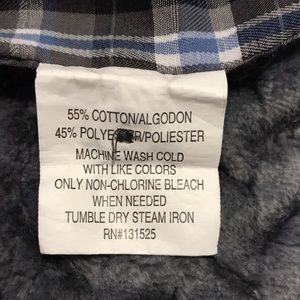 55% COTTON/ALGODON
45% POLYESTER/POLIESTER
MACHINE WASH COLD
WITH LIKE COLORS
ONLY NON-CHLORINE BLEACH
WHEN NEEDED
TUMBLE DRY STEAM IRON
RN#131525